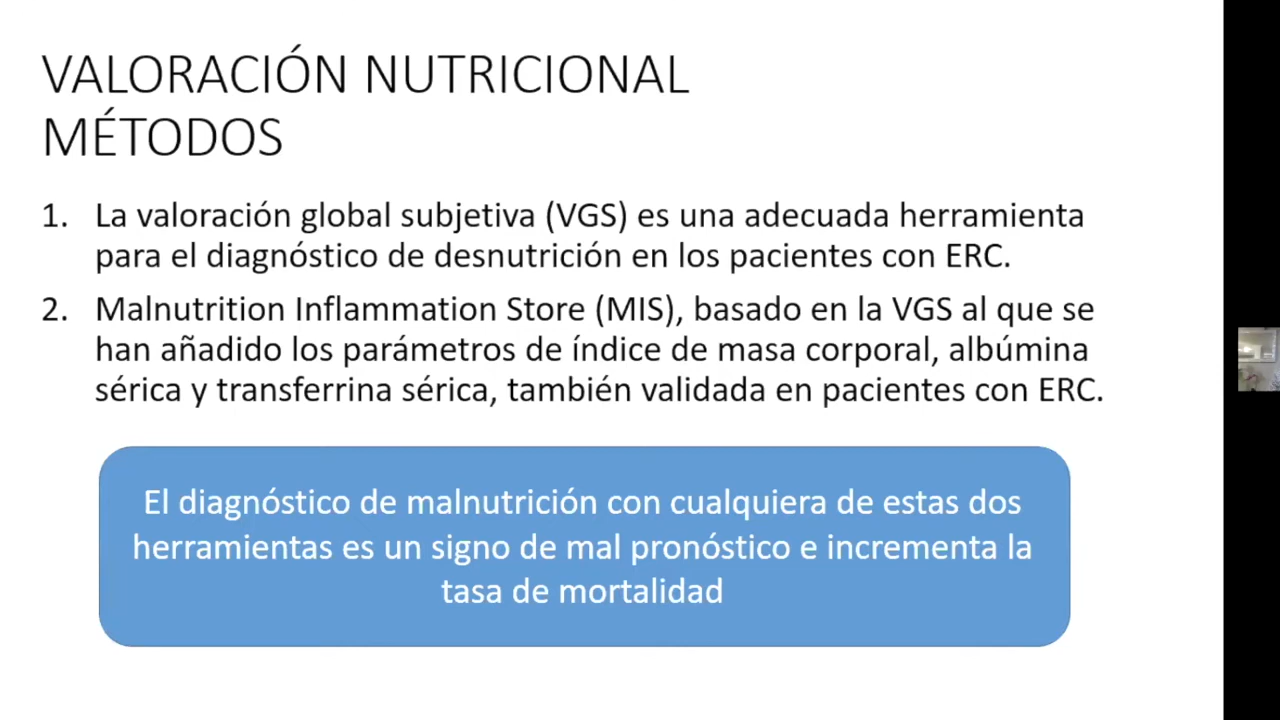 VALORACIÓN NUTRICIONAL
MÉTODOS
1. La valoración global subjetiva (VGS) es una adecuada herramienta
para el diagnóstico de desnutrición en los pacientes con ERC.
2. Malnutrition Inflammation Store (MIS), basado en la VGS al que se
han añadido los parámetros de índice de masa corporal, albúmina
sérica y transferrina sérica, también validada en pacientes con ERC.
El diagnóstico de malnutrición con cualquiera de estas dos
herramientas es un signo de mal pronóstico e incrementa la
tasa de mortalidad